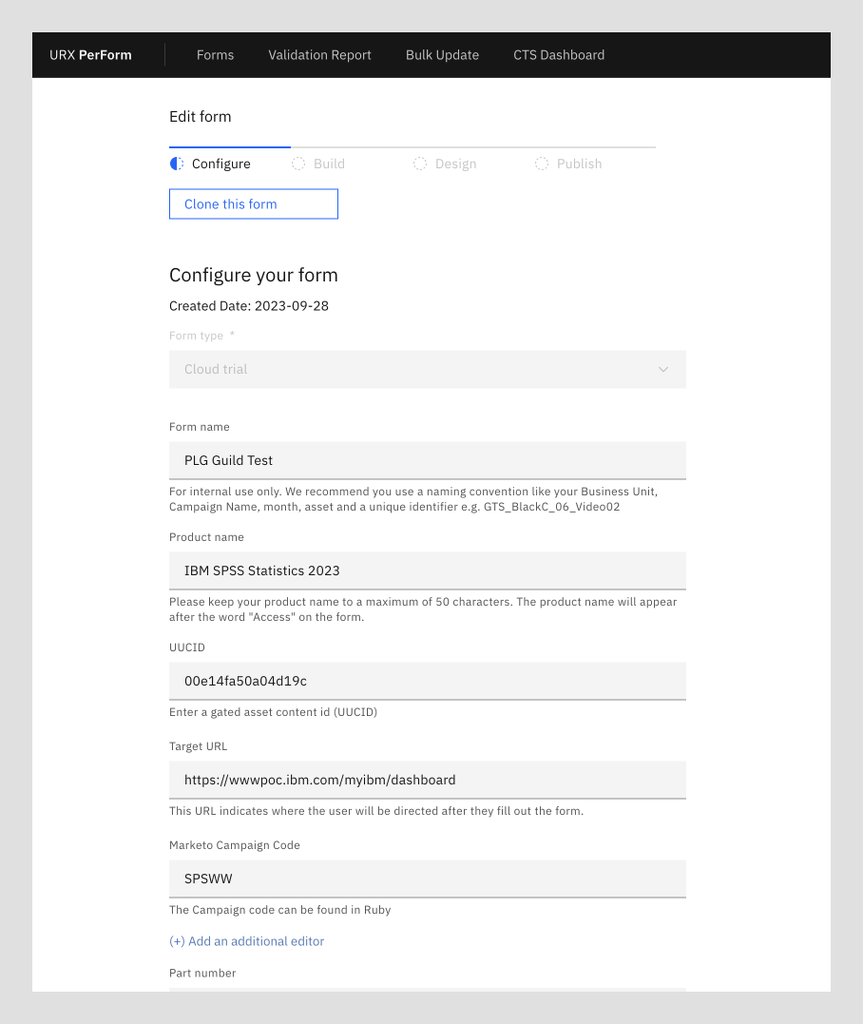 URX PerForm Forms Validation Report Bulk Update CTS Dashboard
Edit form
Configure Build Design Publish
Clone this form
Configure your form
Created Date: 2023-09-28
Form type *
Cloud trial
Form name
PLG Guild Test
For internal use only. We recommend you use a naming convention like your Business Unit,
Campaign Name, month, asset and a unique identifier e.g. GTS_BlackC_06_Video02
Product name
IBM SPSS Statistics 2023
Please keep your product name to a maximum of 50 characters. The product name will appear
after the word "Access" on the form.
UUCID
00e14fa50a04d19c
Enter a gated asset content id (UUCID)
Target URL
https://wwwpoc.ibm.com/myibm/dashboard
This URL indicates where the user will be directed after they fill out the form.
Marketo Campaign Code
SPSWW
The Campaign code can be found in Ruby
(+) Add an additional editor
Part number